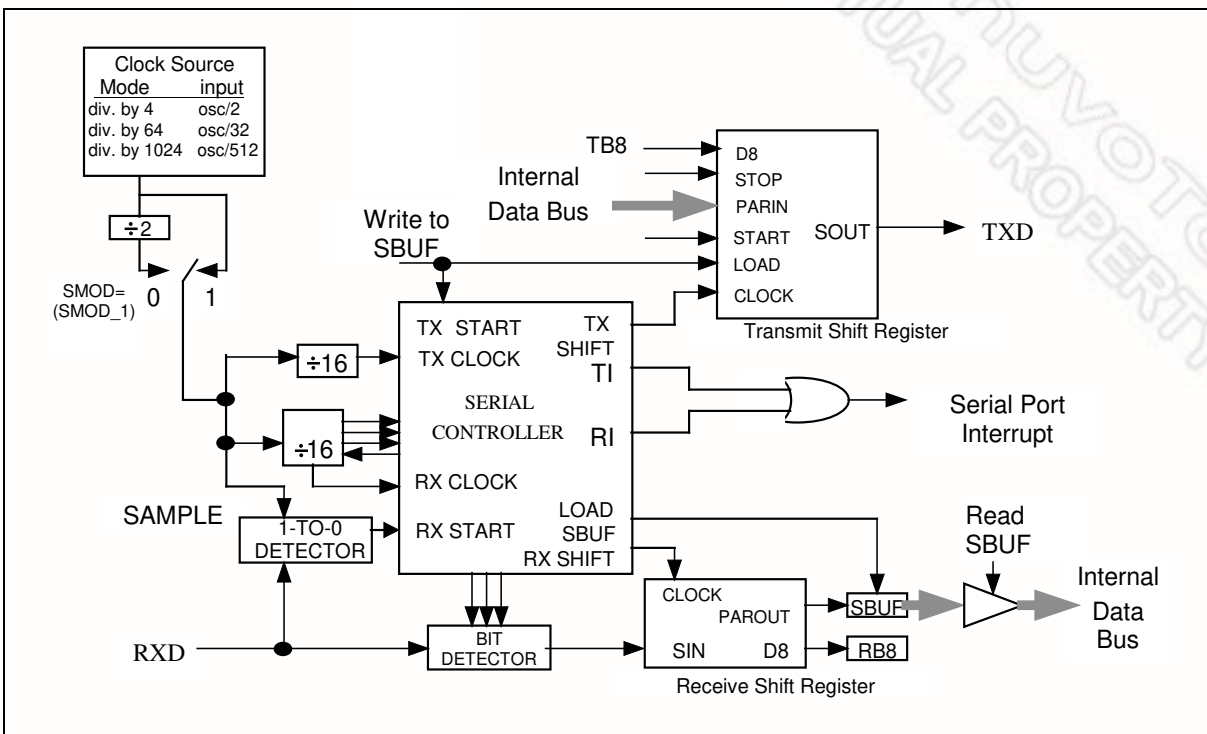 Clock Source
Mode input
div. by 4 osc/2
div. by 64 osc/32
div. by 1024 osc/512
÷2
SMOD=
(SMOD_1)
0 1
Write to
SBUF
TB8
Internal
Data Bus
D8
STOP
PARIN
START
LOAD
CLOCK
SOUT
TXD
Transmit Shift Register
÷16
÷16
TX START
TX CLOCK
SERIAL
CONTROLLER
RX CLOCK
RX START
TX
SHIFT
TI
RI
LOAD
SBUF
RX SHIFT
Serial Port
Interrupt
SAMPLE
1-TO-0
DETECTOR
RXD
BIT
DETECTOR
CLOCK
PAROUT
SIN D8
Receive Shift Register
SBUF
RB8
Read
SBUF
Internal
Data
Bus
nuvoTo
TUAL PROPERTY